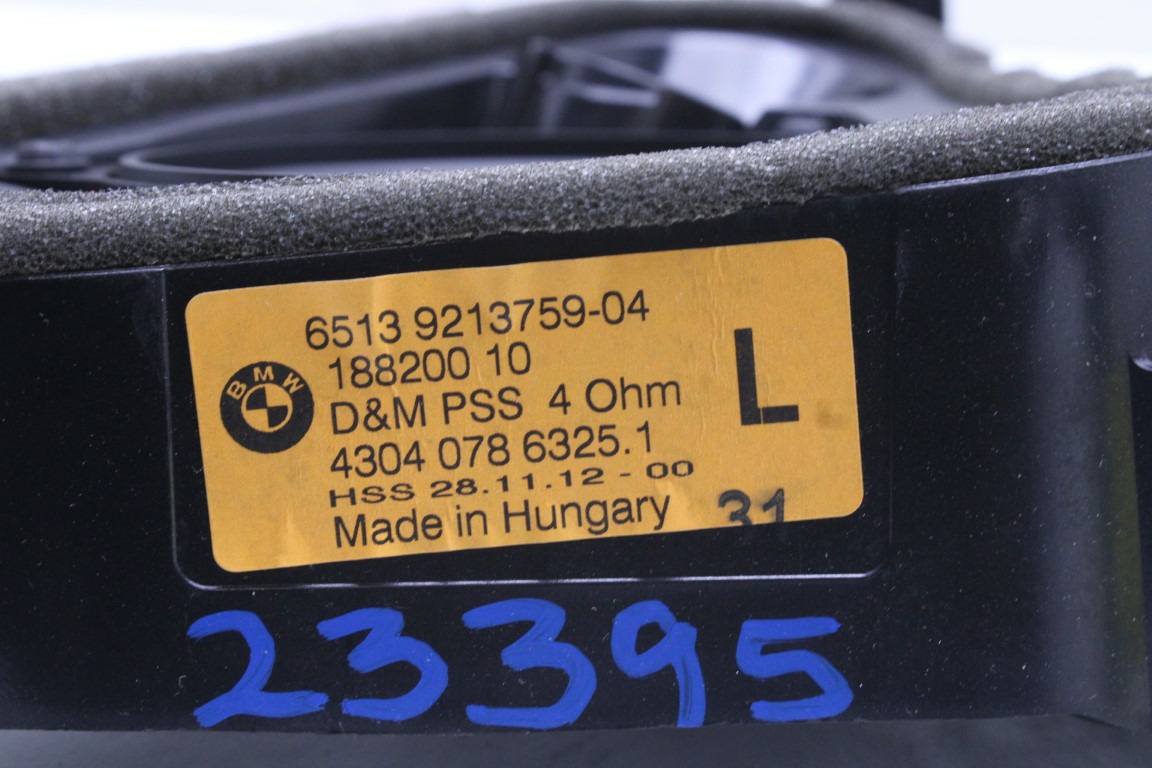 6513 9213759-04
188200 10
BMW
D&M PSS 4 Ohm
L
4304 078 6325.1
HSS 28.11.12 - 00
Made in Hungary
31
23395